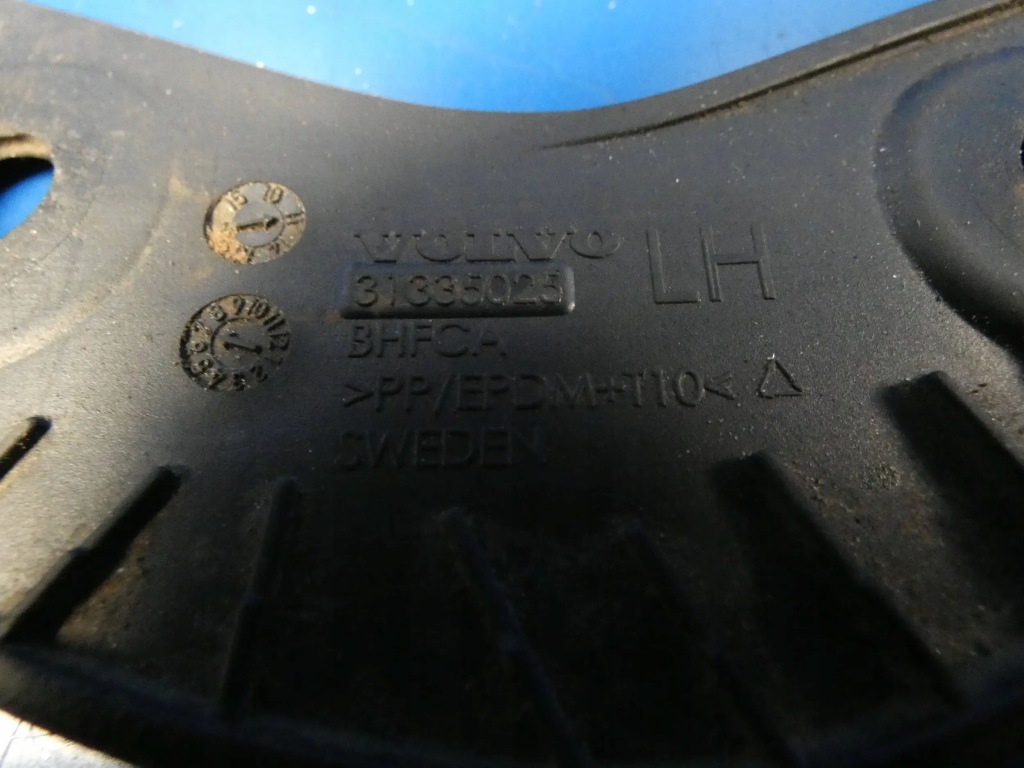 VOLVO LH
31335025
BHFCA
>PP/EPDM+T10<
SWEDEN